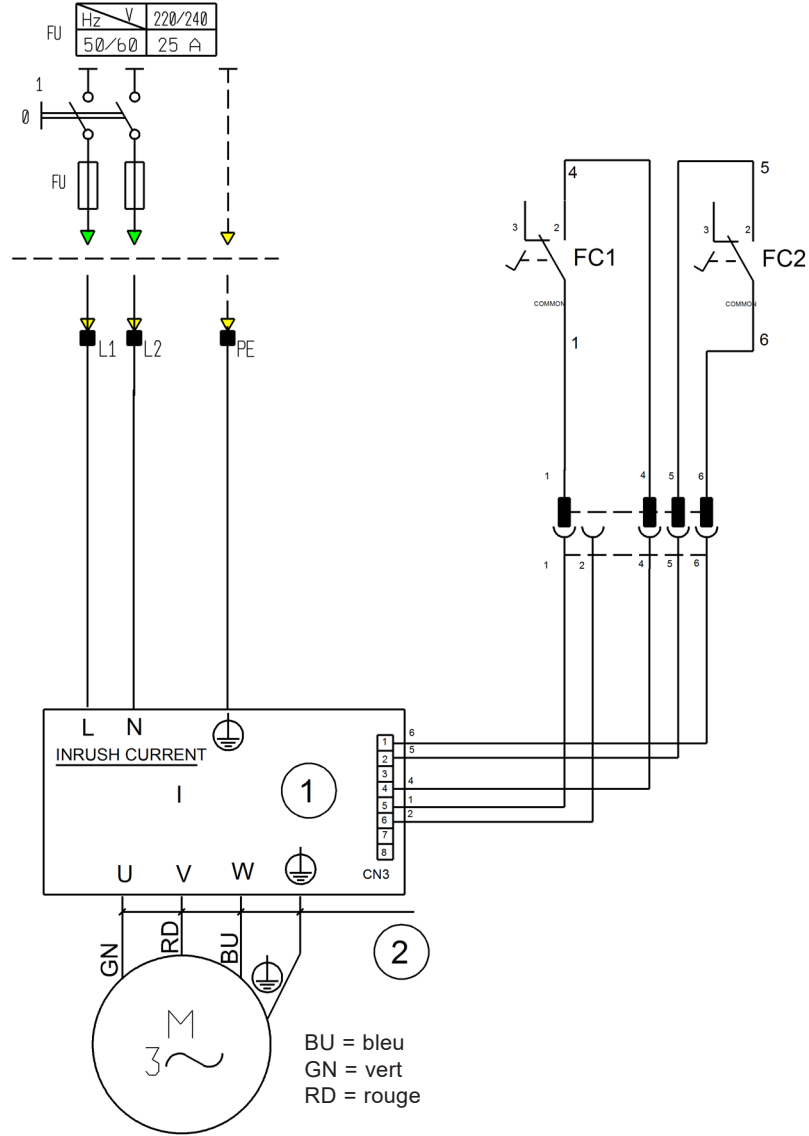 Hz V 220/240
FU
50/60 25 A
1
0
FU
4
5
3 2
3 2
FC1
FC2
COMMON
COMMON
1
6
L1 L2 PE
1 4 5 6
1 2 4 5 6
L N
INRUSH CURRENT
I
1
1 6
2 5
3
4 4
5 1
6 2
7
8
CN3
U V W
GN RD BU
2
M
3
BU = bleu
GN = vert
RD = rouge